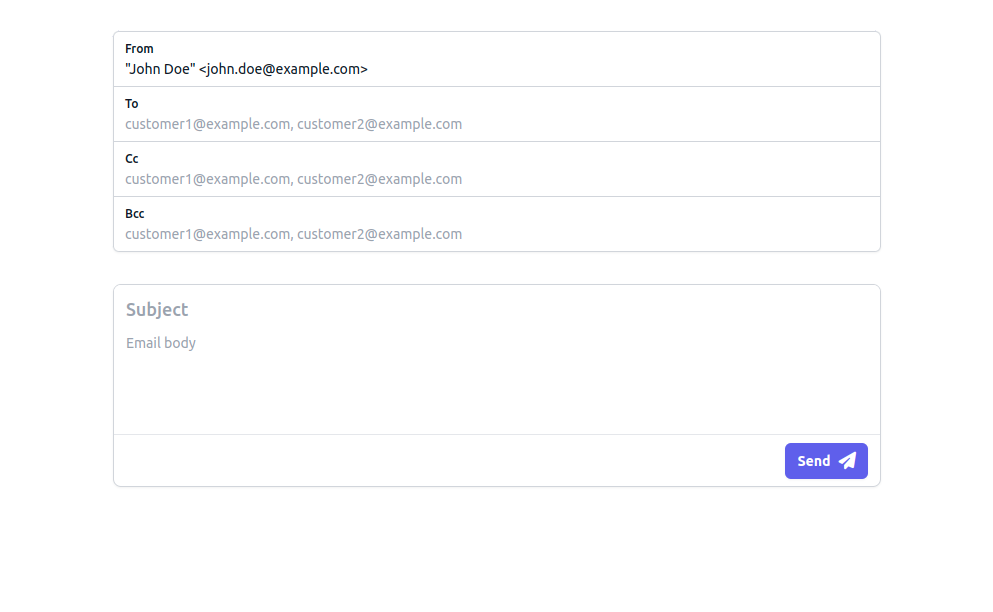 From
"John Doe" <john.doe@example.com>
To
customer1@example.com, customer2@example.com
Cc
customer1@example.com, customer2@example.com
Bcc
customer1@example.com, customer2@example.com
Subject
Email body
Send